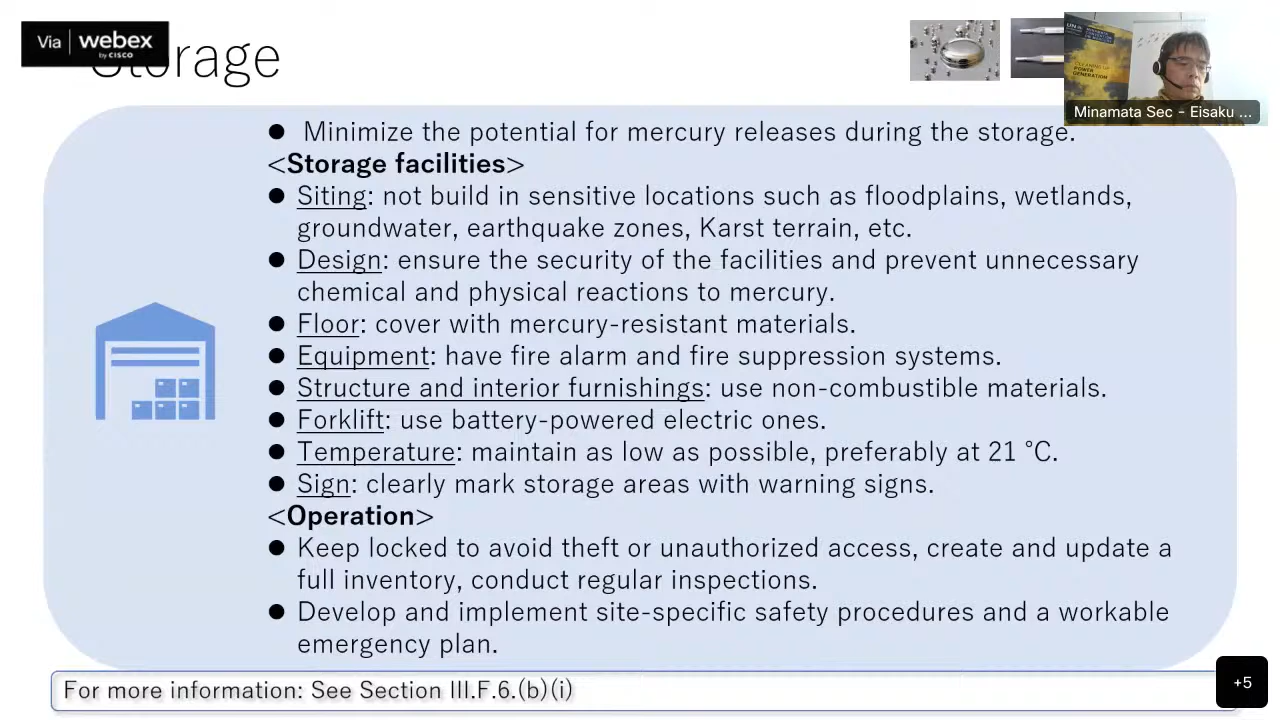 Via webex
by CISCO
Storage
Minamata Sec - Eisaku ...
CLEANING UP
POWER
GENERATION
● Minimize the potential for mercury releases during the storage.
<Storage facilities>
● Siting: not build in sensitive locations such as floodplains, wetlands,
groundwater, earthquake zones, Karst terrain, etc.
● Design: ensure the security of the facilities and prevent unnecessary
chemical and physical reactions to mercury.
● Floor: cover with mercury-resistant materials.
● Equipment: have fire alarm and fire suppression systems.
● Structure and interior furnishings: use non-combustible materials.
● Forklift: use battery-powered electric ones.
● Temperature: maintain as low as possible, preferably at 21 °C.
● Sign: clearly mark storage areas with warning signs.
<Operation>
● Keep locked to avoid theft or unauthorized access, create and update a
full inventory, conduct regular inspections.
● Develop and implement site-specific safety procedures and a workable
emergency plan.
For more information: See Section III.F.6.(b)(i)
+5